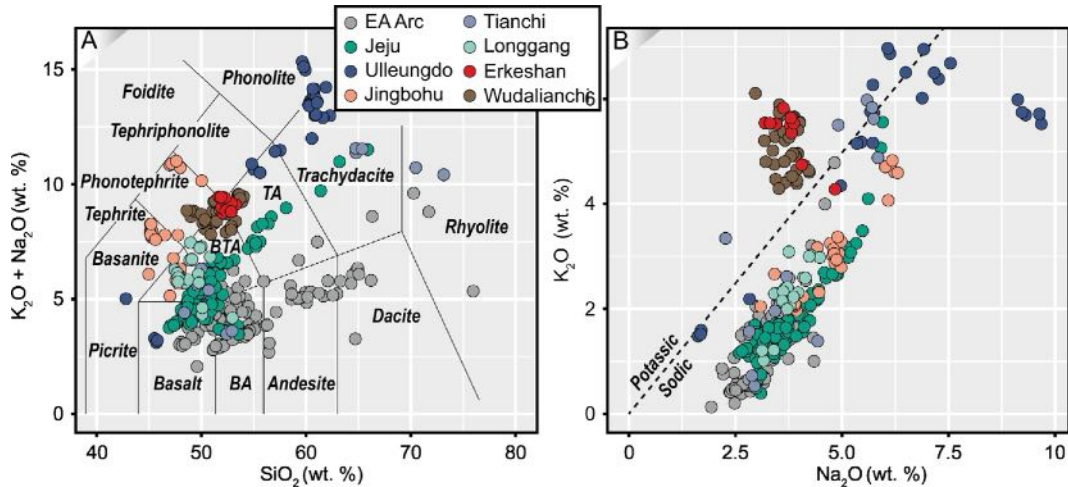 A
B
EA Arc
Tianchi
Jeju
Longgang
Ulleungdo
Erkeshan
Jingbohu
Wudalianchi
6
Foidite
Phonolite
Tephriphonolite
Phonotephrite
Tephrite
Basanite
TA
BTA
Trachydacite
Rhyolite
Dacite
Picrite
Basalt
BA
Andesite
15
10
5
0
K2O + Na2O (wt. %)
40
50
60
70
80
SiO2 (wt. %)
4
2
0
K2O (wt. %)
Potassic
Sodic
0
2.5
5.0
7.5
10
Na2O (wt. %)